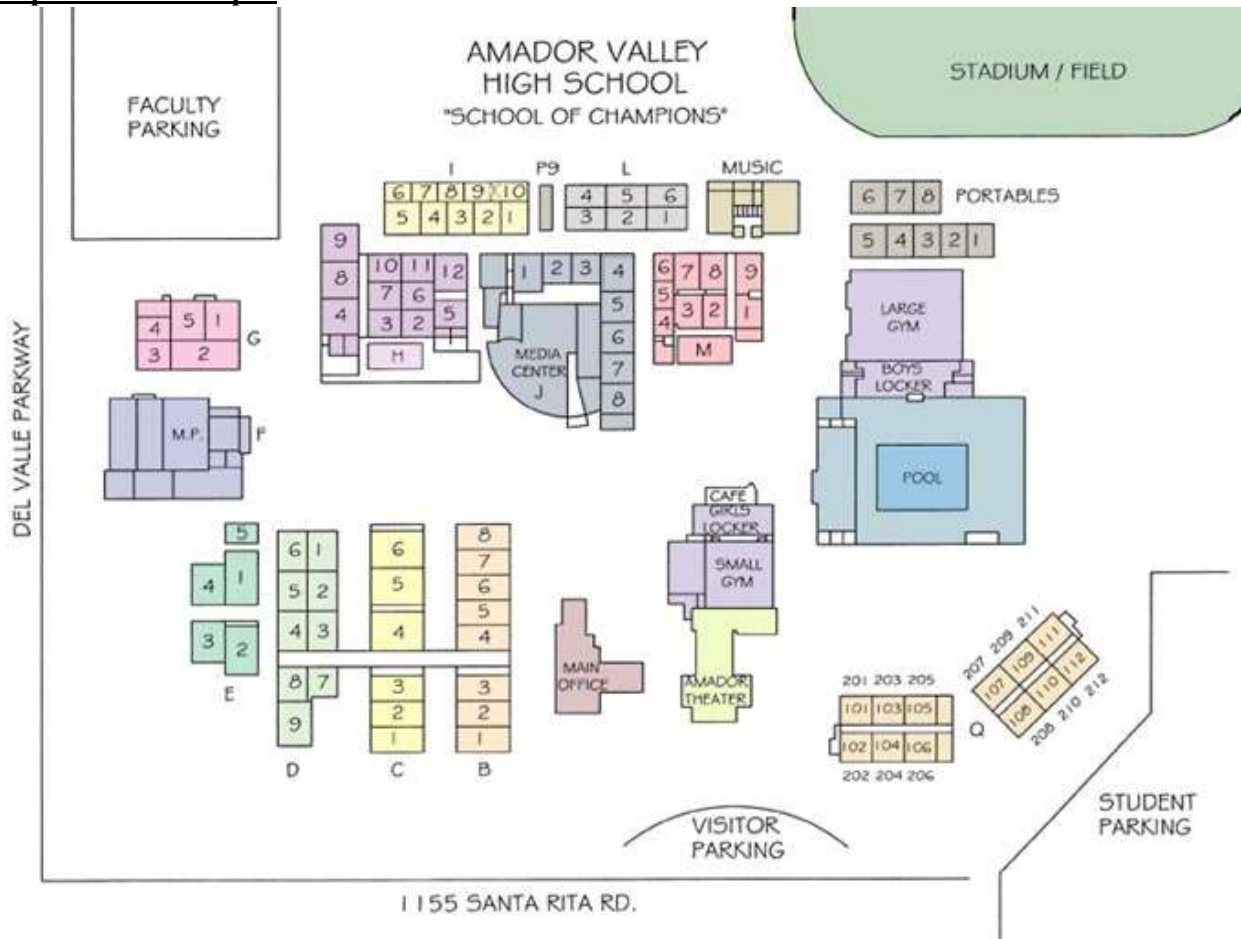 AMADOR VALLEY
HIGH SCHOOL
"SCHOOL OF CHAMPIONS"
STADIUM / FIELD
FACULTY
PARKING
I P9 L MUSIC
6 7 8 9 10
5 4 3 2 1
4 5 6
3 2 1
6 7 8 PORTABLES
5 4 3 2 1
9
8
4
10 11 12
7 6
3 2 5
H
1 2 3 4
5
6
7
8
MEDIA
CENTER
J
6 7 8 9
5
4 3 2 1
M
LARGE
GYM
BOYS
LOCKER
POOL
4 5 1
3 2
G
M.P.
F
DEL VALLE PARKWAY
CAFE
GIRLS
LOCKER
SMALL
GYM
AMADOR
THEATER
MAIN
OFFICE
5
4 1
3 2
E
6 1
5 2
4 3
8 7
9
D
6
5
4
3
2
1
C
8
7
6
5
4
3
2
1
B
201 203 205
101 103 105
102 104 106
202 204 206
Q
207 209 211
107 109 111
108 110 112
208 210 212
VISITOR
PARKING
STUDENT
PARKING
1155 SANTA RITA RD.